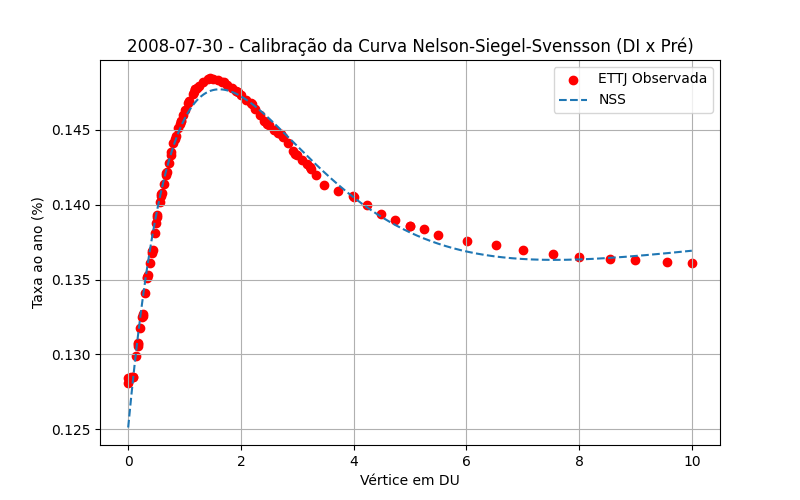 2008-07-30 - Calibração da Curva Nelson-Siegel-Svensson (DI x Pré)
ETTJ Observada
NSS
Taxa ao ano (%)
0.145
0.140
0.135
0.130
0.125
0 2 4 6 8 10
Vértice em DU